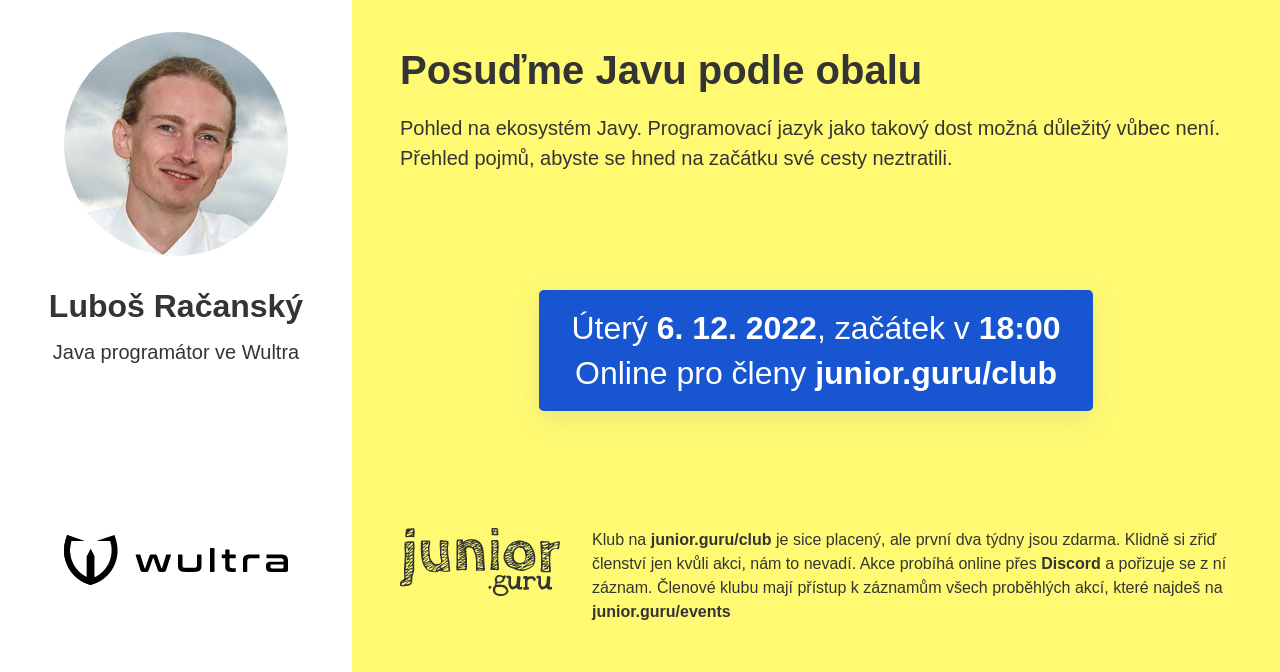 Luboš Račanský
Java programátor ve Wultra
wultra
Posuďme Javu podle obalu
Pohled na ekosystém Javy. Programovací jazyk jako takový dost možná důležitý vůbec není.
Přehled pojmů, abyste se hned na začátku své cesty neztratili.
Úterý 6. 12. 2022, začátek v 18:00
Online pro členy junior.guru/club
junior
.guru
Klub na junior.guru/club je sice placený, ale první dva týdny jsou zdarma. Klidně si zřiď
členství jen kvůli akci, nám to nevadí. Akce probíhá online přes Discord a pořizuje se z ní
záznam. Členové klubu mají přístup k záznamům všech proběhlých akcí, které najdeš na
junior.guru/events